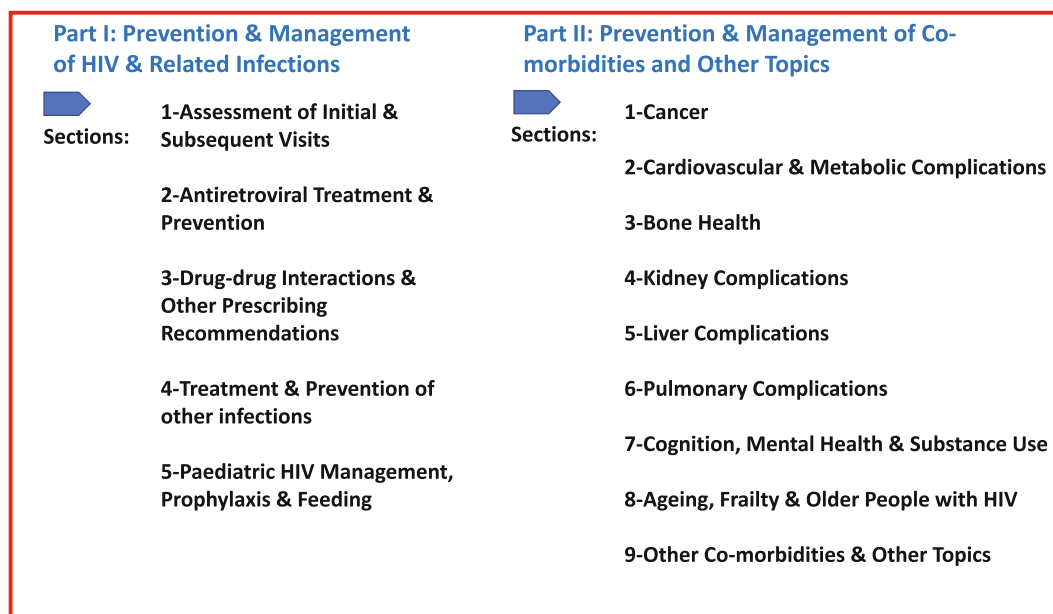 Part I: Prevention & Management
of HIV & Related Infections
Sections:
1-Assessment of Initial &
Subsequent Visits
2-Antiretroviral Treatment &
Prevention
3-Drug-drug Interactions &
Other Prescribing
Recommendations
4-Treatment & Prevention of
other infections
5-Paediatric HIV Management,
Prophylaxis & Feeding
Part II: Prevention & Management of Co-
morbidities and Other Topics
Sections:
1-Cancer
2-Cardiovascular & Metabolic Complications
3-Bone Health
4-Kidney Complications
5-Liver Complications
6-Pulmonary Complications
7-Cognition, Mental Health & Substance Use
8-Ageing, Frailty & Older People with HIV
9-Other Co-morbidities & Other Topics